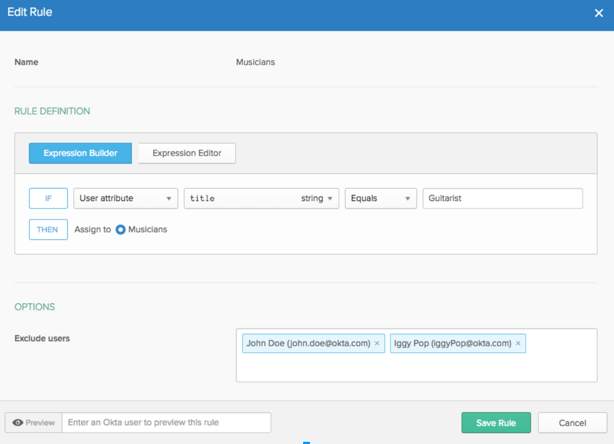 Edit Rule ×
Name Musicians
RULE DEFINITION
Expression Builder Expression Editor
IF User attribute title string Equals Guitarist
THEN Assign to Musicians
OPTIONS
Exclude users John Doe (john.doe@okta.com) × Iggy Pop (iggyPop@okta.com) ×
Preview Enter an Okta user to preview this rule Save Rule Cancel